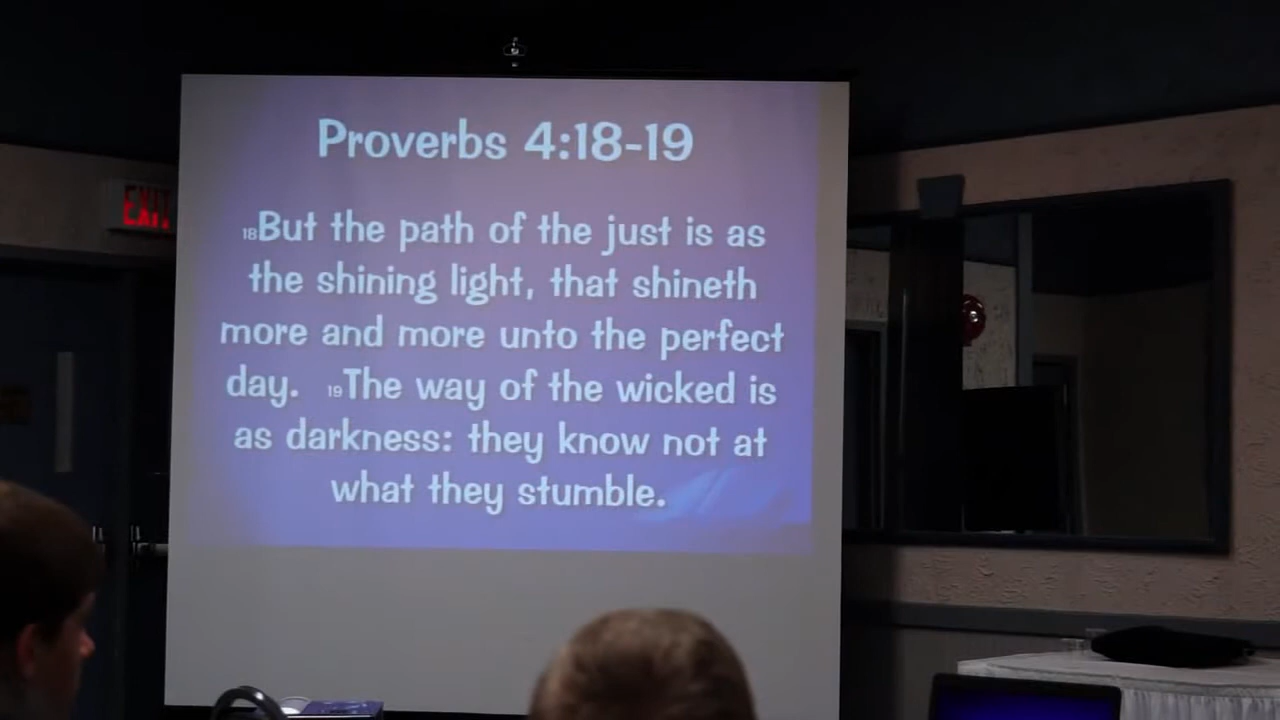 Proverbs 4:18-19
18But the path of the just is as
the shining light, that shineth
more and more unto the perfect
day. 19The way of the wicked is
as darkness: they know not at
what they stumble.
EXIT